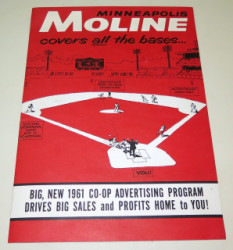 MINNEAPOLIS
MOLINE
covers all the bases...
YOU!
BIG, NEW 1961 CO-OP ADVERTISING PROGRAM
DRIVES BIG SALES and PROFITS HOME to YOU!